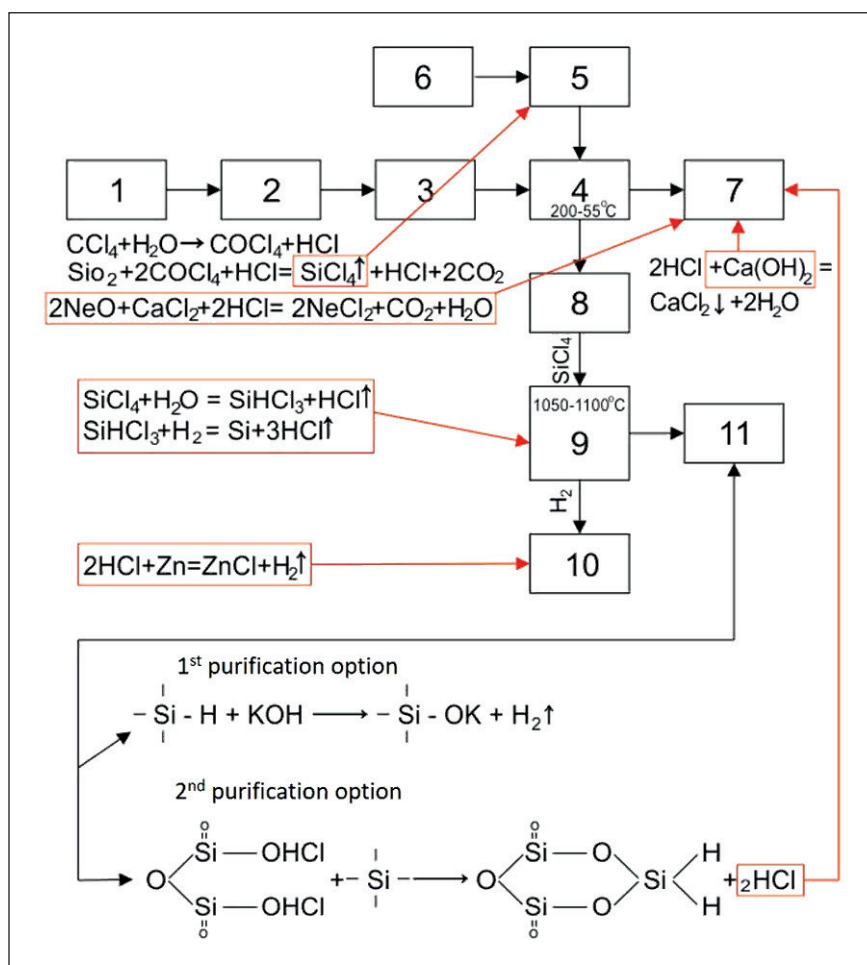 6
5
1
2
3
4
200-55°C
7
CCl₄+H₂O → COCl₄+HCl
Sio₂+2COCl₄+HCl= SiCl₄↑ +HCl+2CO₂
2NeO+CaCl₂+2HCl= 2NeCl₂+CO₂+H₂O
2HCl +Ca(OH)₂ =
CaCl₂↓ +2H₂O
8
SiCl₄
SiCl₄+H₂O = SiHCl₃+HCl↑
SiHCl₃+H₂= Si+3HCl↑
1050-1100°C
9
11
H₂
2HCl+Zn=ZnCl+H₂↑
10
1st purification option
-Si - H + KOH → -Si - OK + H₂↑
2nd purification option
o o
Si — OHCl Si — O H
O +-Si- → O Si +₂HCl
Si — OHCl Si — O H
o o